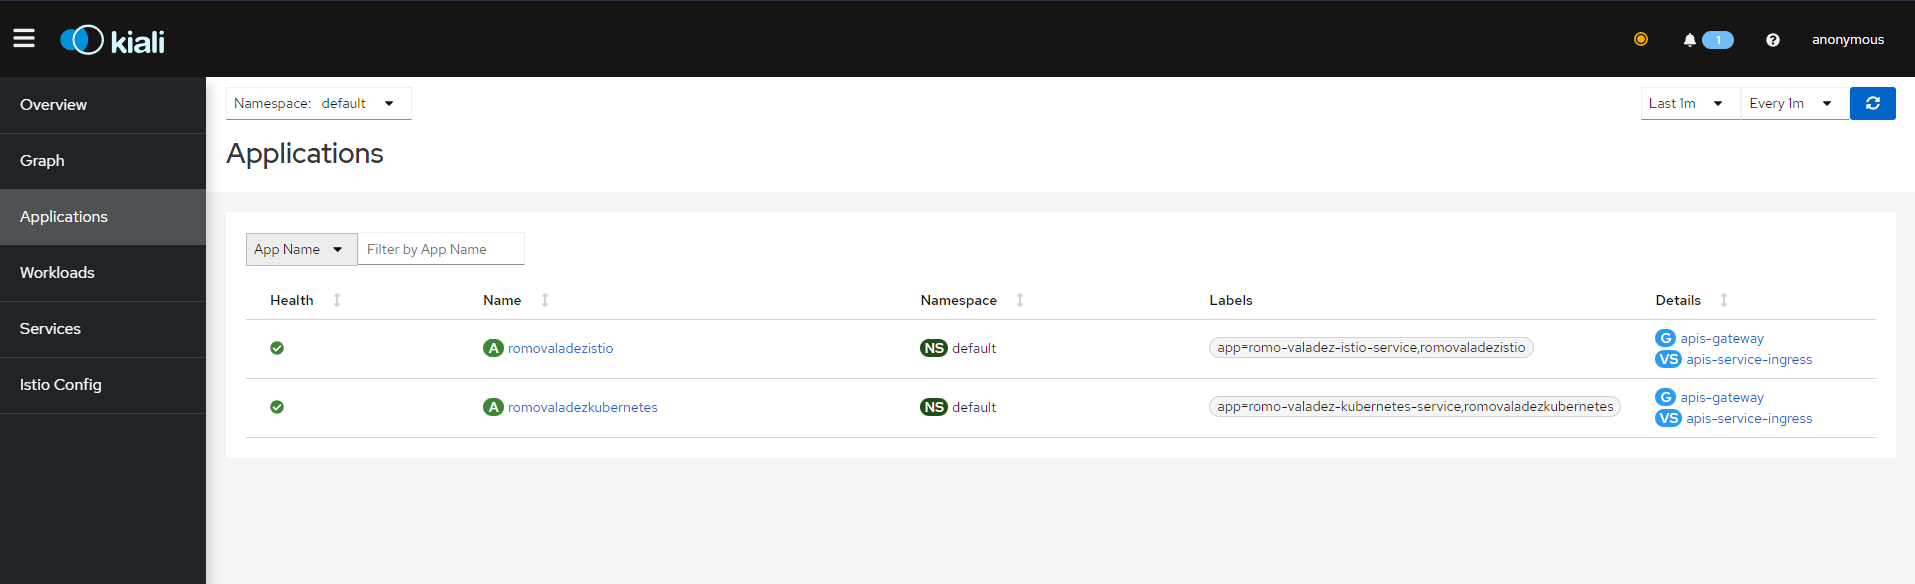 kiali
1
anonymous
Overview
Graph
Applications
Workloads
Services
Istio Config
Namespace: default
Last 1m
Every 1m
Applications
App Name
Filter by App Name
Health Name Namespace Labels Details
A romovaladezistio NS default app=romo-valadez-istio-service,romovaladezistio G apis-gateway
VS apis-service-ingress
A romovaladezkubernetes NS default app=romo-valadez-kubernetes-service,romovaladezkubernetes G apis-gateway
VS apis-service-ingress